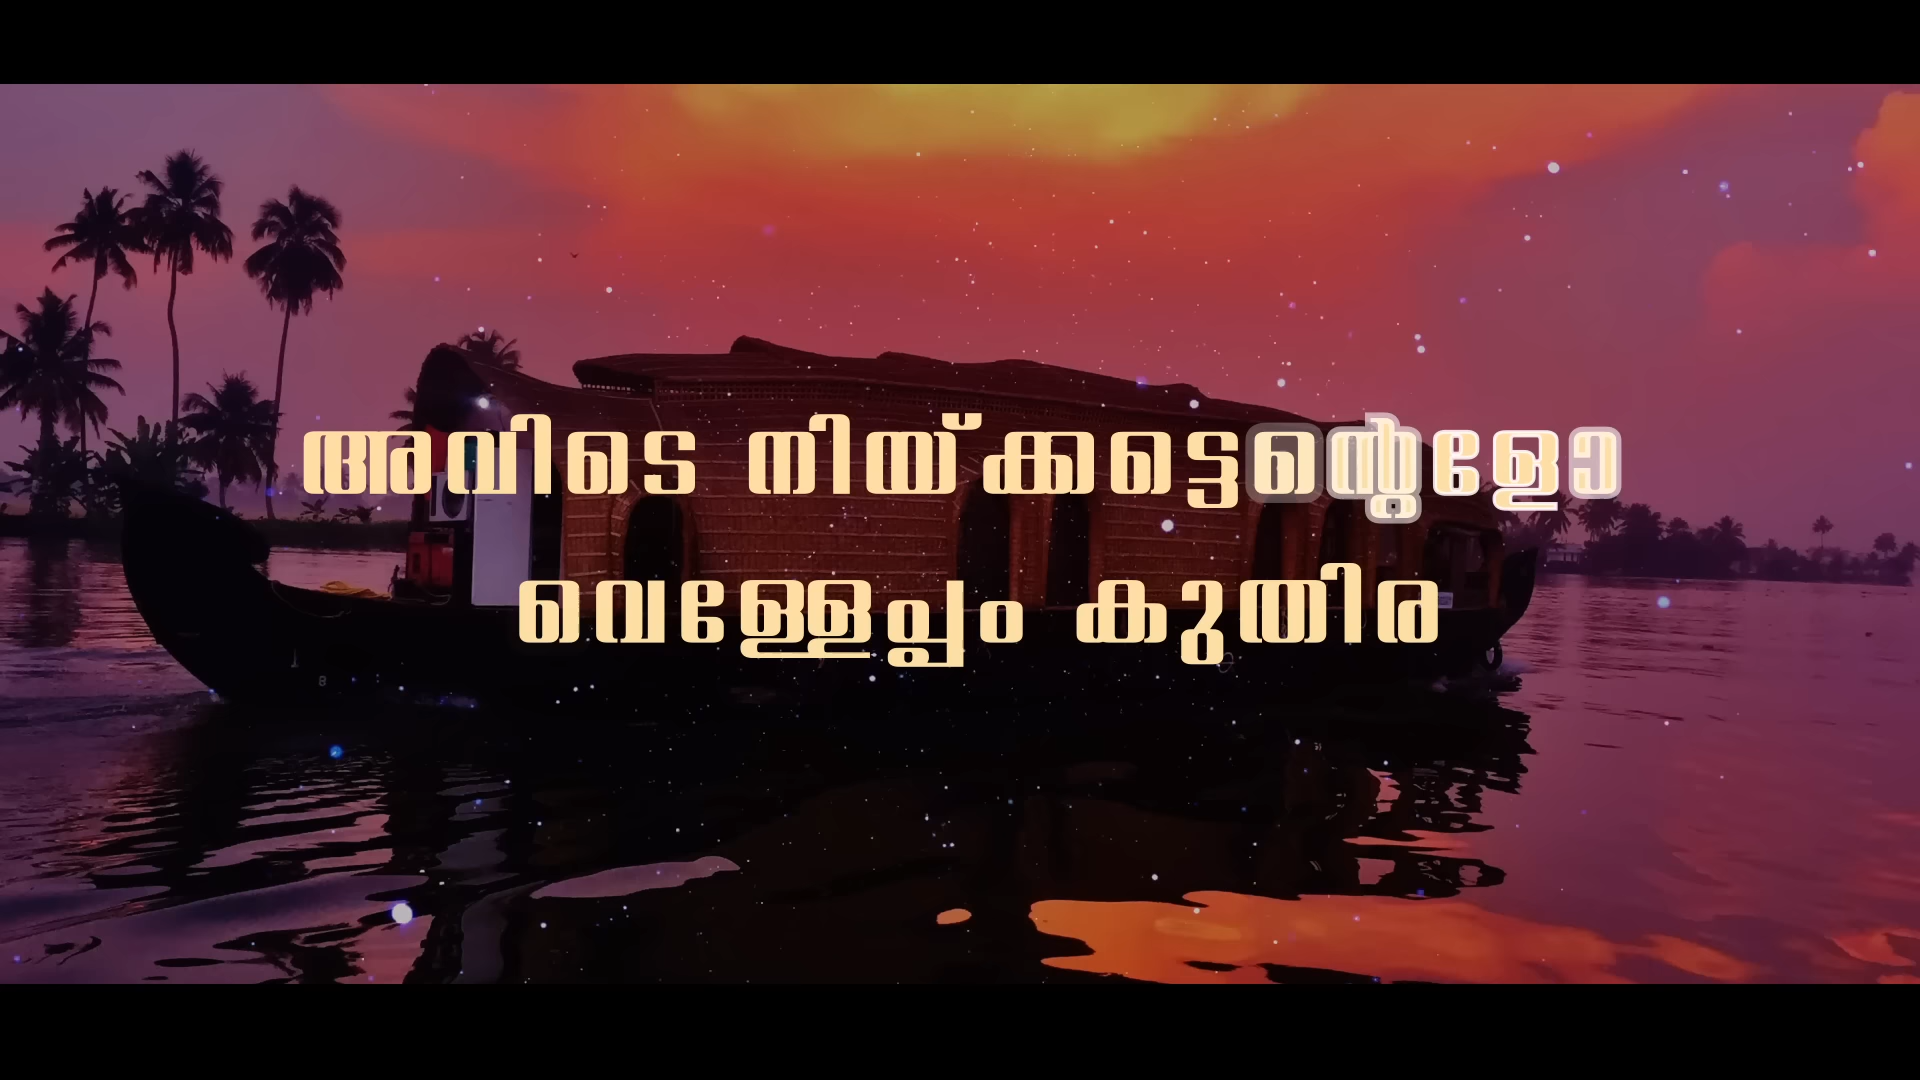 അവിടെ നിയ്ക്കട്ടെന്റെളോ
വെള്ളേപ്പം കുതിര